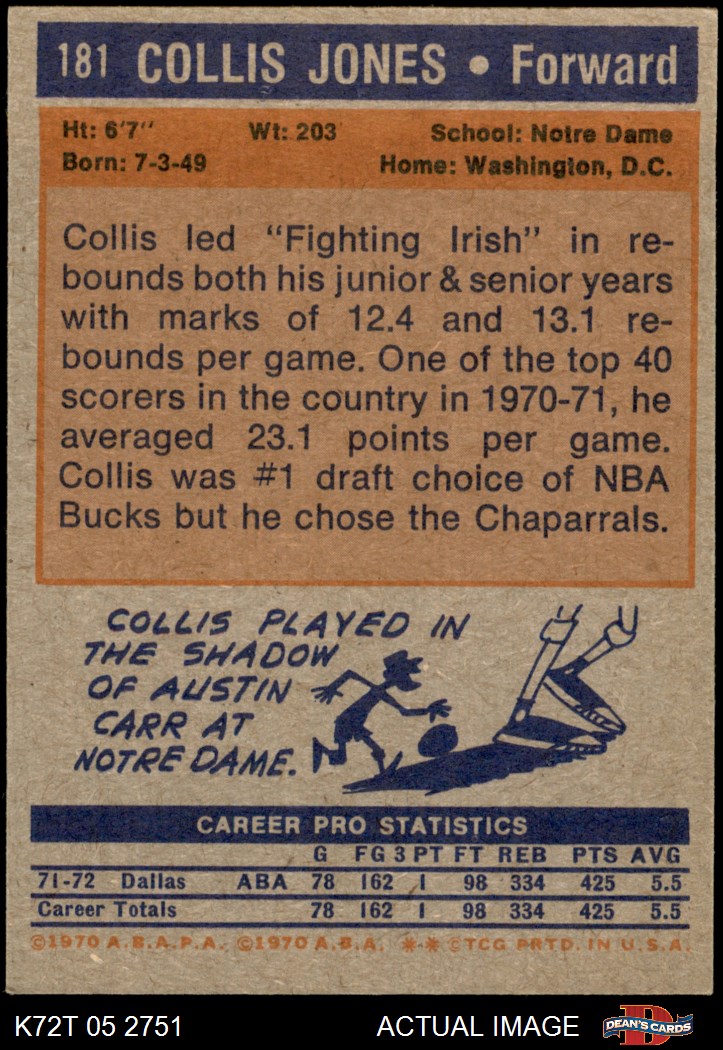 181 COLLIS JONES • Forward
Ht: 6'7" Wt: 203 School: Notre Dame
Born: 7-3-49 Home: Washington, D.C.
Collis led "Fighting Irish" in re-
bounds both his junior & senior years
with marks of 12.4 and 13.1 re-
bounds per game. One of the top 40
scorers in the country in 1970-71, he
averaged 23.1 points per game.
Collis was #1 draft choice of NBA
Bucks but he chose the Chaparrals.
COLLIS PLAYED IN
THE SHADOW
OF AUSTIN
CARR AT
NOTRE DAME.
CAREER PRO STATISTICS
G FG 3 PT FT REB PTS AVG
71-72 Dallas ABA 78 162 1 98 334 425 5.5
Career Totals 78 162 1 98 334 425 5.5
©1970 A.B.A.P.A. ©1970 A.B.A. *-* ©TCG PRTD. IN U.S.A.
K72T 05 2751 ACTUAL IMAGE DEAN'S CARDS